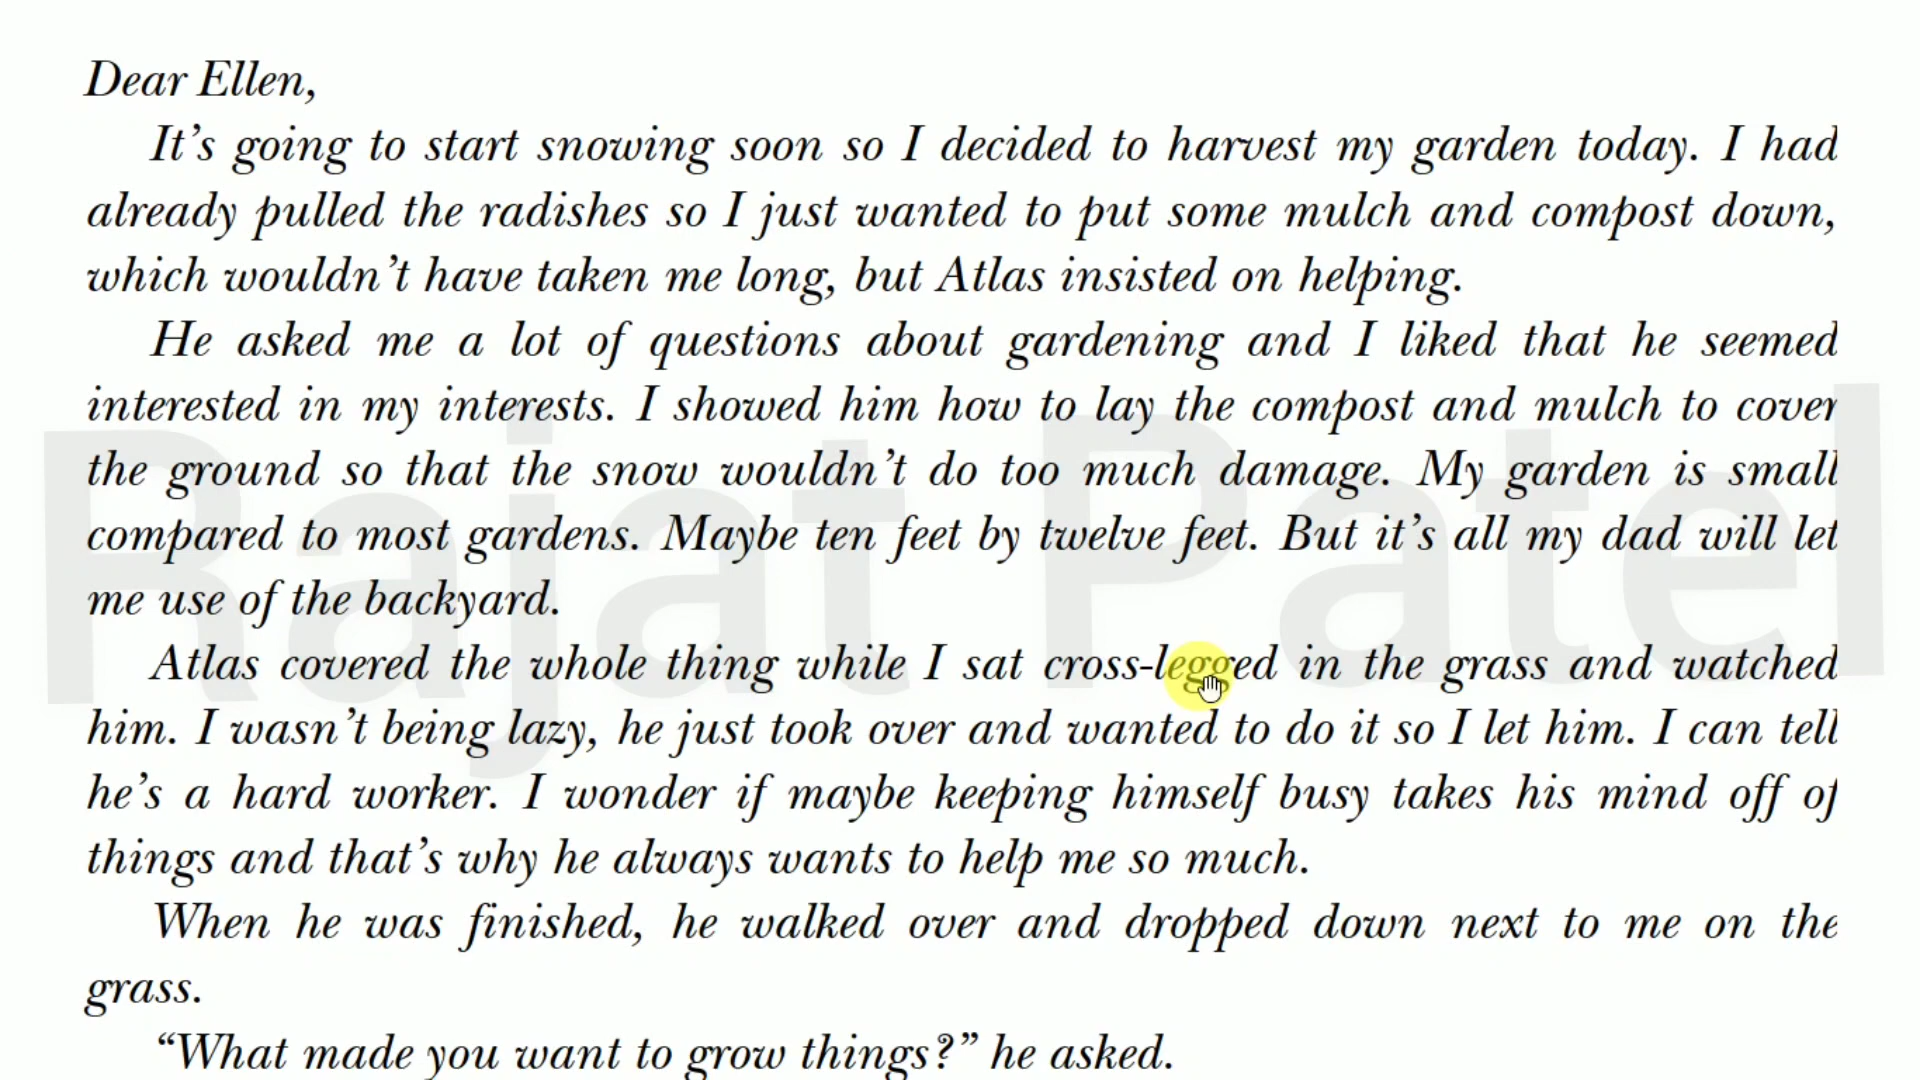 Dear Ellen,
It’s going to start snowing soon so I decided to harvest my garden today. I had
already pulled the radishes so I just wanted to put some mulch and compost down,
which wouldn’t have taken me long, but Atlas insisted on helping.
He asked me a lot of questions about gardening and I liked that he seemed
interested in my interests. I showed him how to lay the compost and mulch to cover
the ground so that the snow wouldn’t do too much damage. My garden is small
compared to most gardens. Maybe ten feet by twelve feet. But it’s all my dad will let
me use of the backyard.
Atlas covered the whole thing while I sat cross-legged in the grass and watched
him. I wasn’t being lazy, he just took over and wanted to do it so I let him. I can tell
he’s a hard worker. I wonder if maybe keeping himself busy takes his mind off of
things and that’s why he always wants to help me so much.
When he was finished, he walked over and dropped down next to me on the
grass.
“What made you want to grow things?” he asked.
Rajat Patel